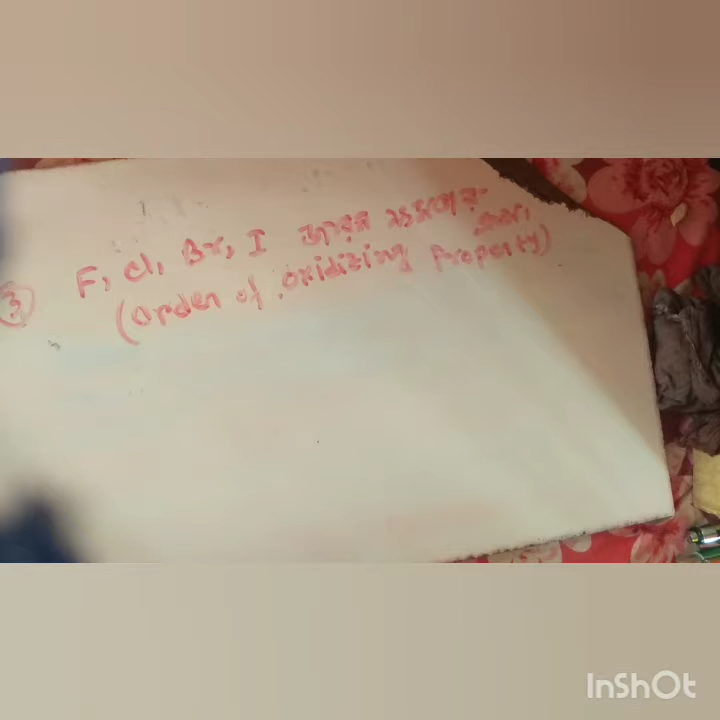 ③ F, Cl, Br, I
(Order of oxidizing Property)
InShOt